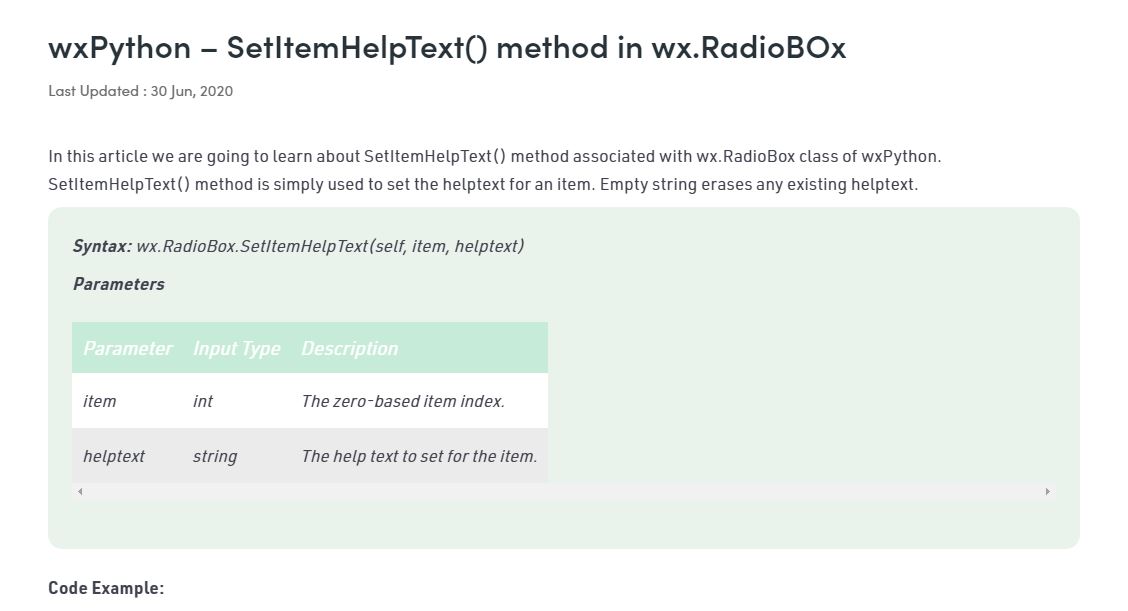 wxPython – SetItemHelpText() method in wx.RadioBOx
Last Updated : 30 Jun, 2020
In this article we are going to learn about SetItemHelpText() method associated with wx.RadioBox class of wxPython.
SetItemHelpText() method is simply used to set the helptext for an item. Empty string erases any existing helptext.
Syntax: wx.RadioBox.SetItemHelpText(self, item, helptext)
Parameters
Parameter Input Type Description
item int The zero-based item index.
helptext string The help text to set for the item.
Code Example: